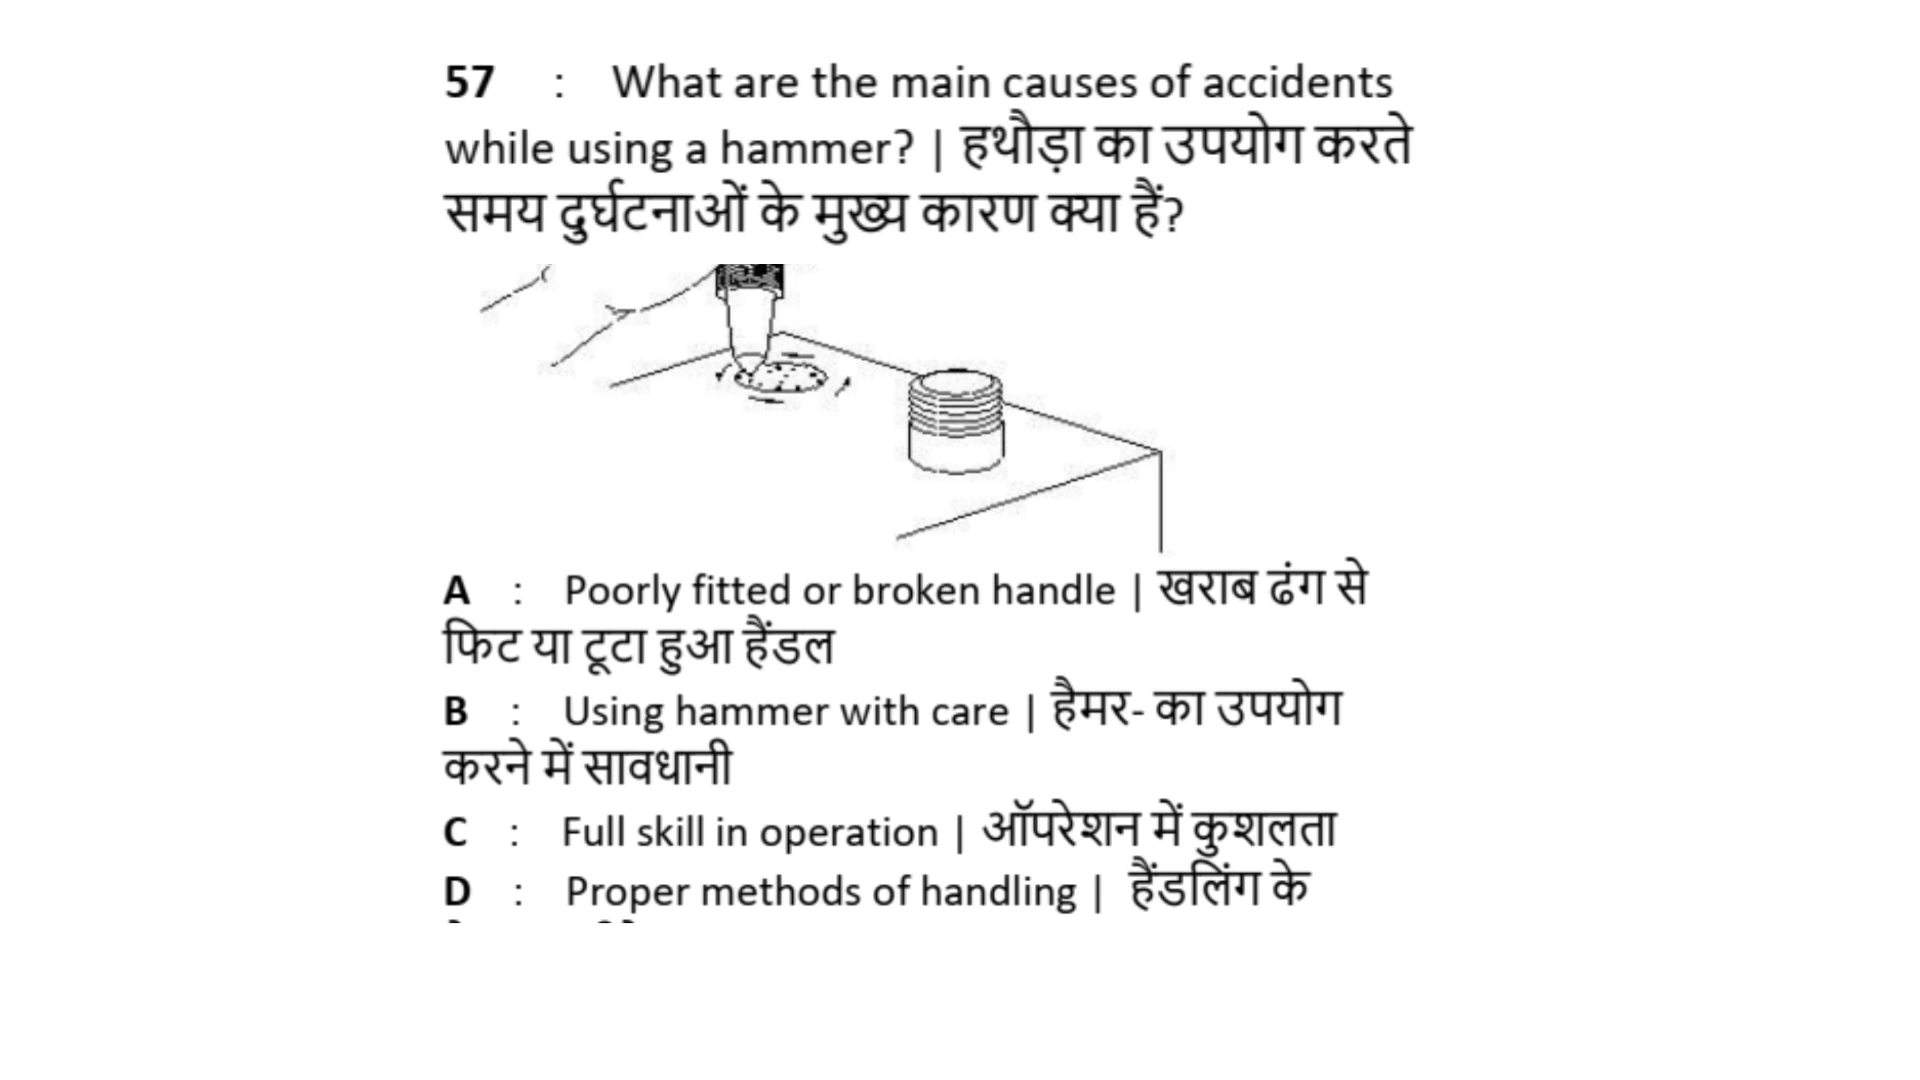 57 : What are the main causes of accidents
while using a hammer? | हथौड़ा का उपयोग करते
समय दुर्घटनाओं के मुख्य कारण क्या हैं?
A : Poorly fitted or broken handle | खराब ढंग से
फिट या टूटा हुआ हैंडल
B : Using hammer with care | हैमर- का उपयोग
करने में सावधानी
C : Full skill in operation | ऑपरेशन में कुशलता
D : Proper methods of handling | हैंडलिंग के